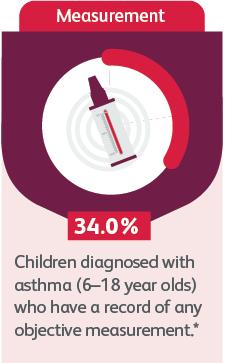 Measurement
34.0%
Children diagnosed with
asthma (6–18 year olds)
who have a record of any
objective measurement.*